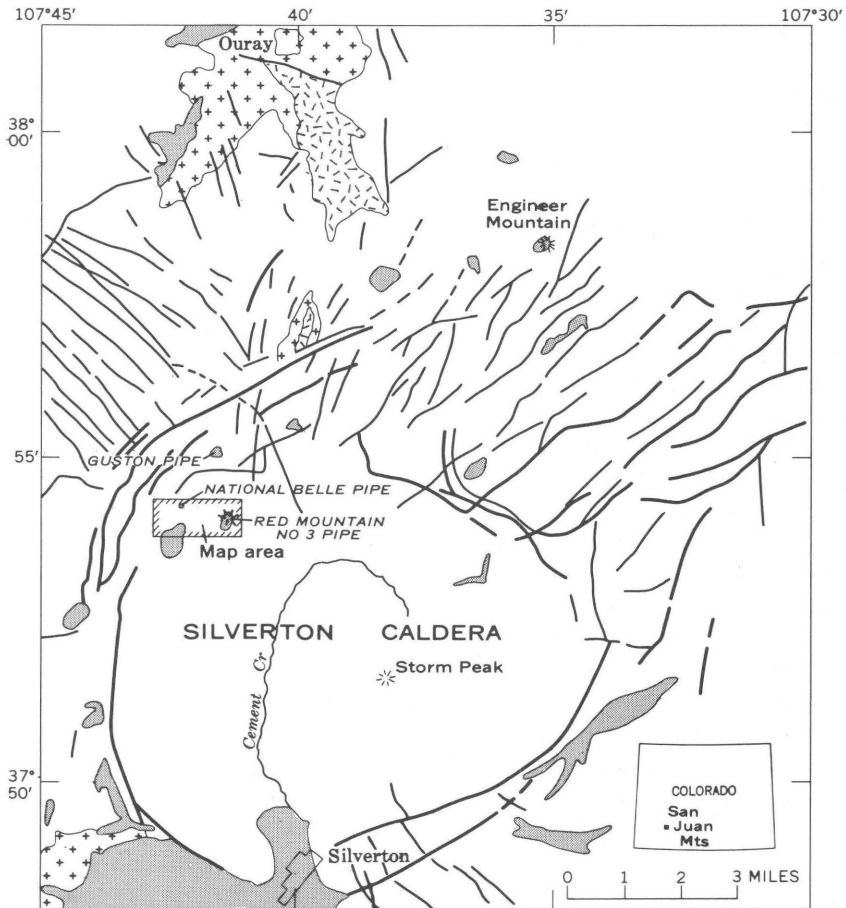 107°45′
40′
35′
107°30′
Ouray
38°
00′
Engineer
Mountain
55′
GUSTON PIPE
NATIONAL BELLE PIPE
RED MOUNTAIN
NO 3 PIPE
Map area
SILVERTON CALDERA
Storm Peak
Cement Cr
37°
50′
COLORADO
San
Juan
Mts
Silverton
0 1 2 3 MILES